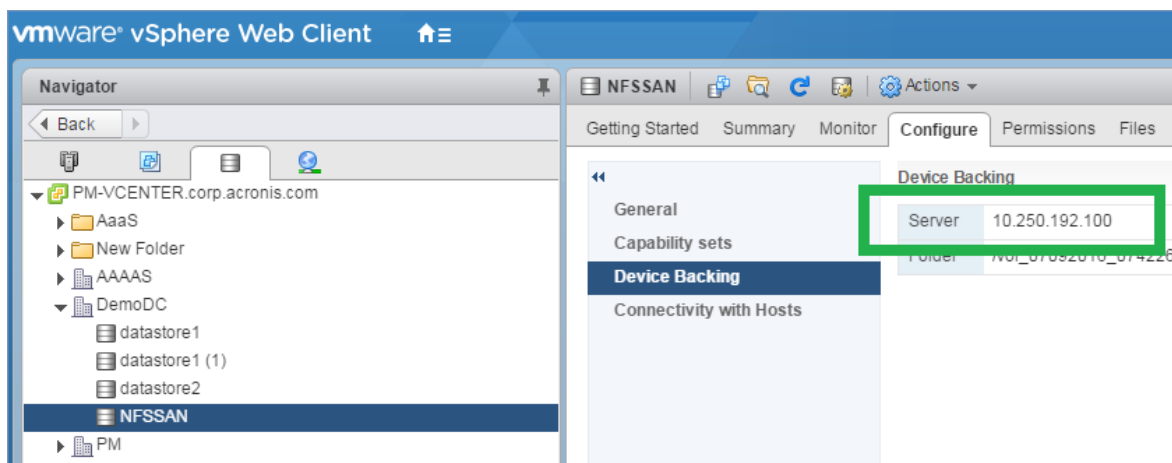 vmware® vSphere Web Client
Navigator
Back
PM-VCENTER.corp.acronis.com
AaaS
New Folder
AAAAS
DemoDC
datastore1
datastore1 (1)
datastore2
NFSSAN
PM
NFSSAN Actions
Getting Started Summary Monitor Configure Permissions Files
General
Capability sets
Device Backing
Connectivity with Hosts
Device Backing
Server 10.250.192.100
Folder